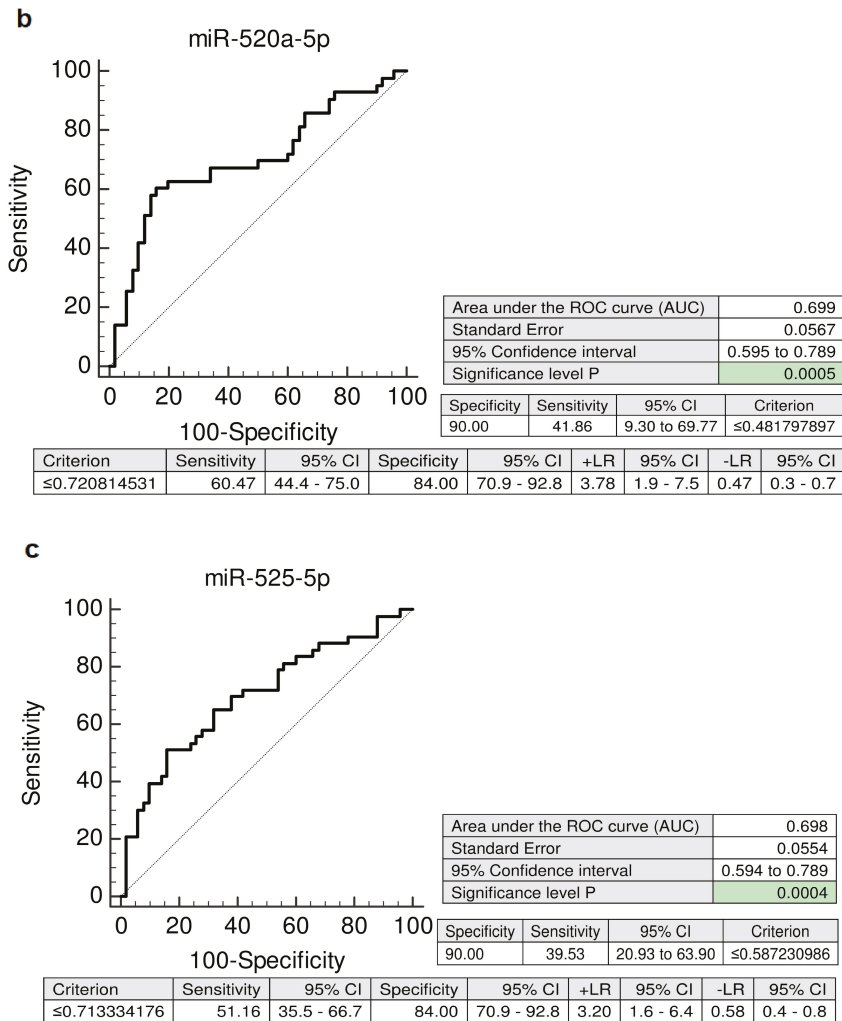 b
miR-520a-5p
100
80
60
40
20
0
Sensitivity
0 20 40 60 80 100
100-Specificity
Area under the ROC curve (AUC) 0.699
Standard Error 0.0567
95% Confidence interval 0.595 to 0.789
Significance level P 0.0005
Specificity Sensitivity 95% CI Criterion
90.00 41.86 9.30 to 69.77 ≤0.481797897
Criterion Sensitivity 95% CI Specificity 95% CI +LR 95% CI -LR 95% CI
≤0.720814531 60.47 44.4 - 75.0 84.00 70.9 - 92.8 3.78 1.9 - 7.5 0.47 0.3 - 0.7
c
miR-525-5p
100
80
60
40
20
0
Sensitivity
0 20 40 60 80 100
100-Specificity
Area under the ROC curve (AUC) 0.698
Standard Error 0.0554
95% Confidence interval 0.594 to 0.789
Significance level P 0.0004
Specificity Sensitivity 95% CI Criterion
90.00 39.53 20.93 to 63.90 ≤0.587230986
Criterion Sensitivity 95% CI Specificity 95% CI +LR 95% CI -LR 95% CI
≤0.713334176 51.16 35.5 - 66.7 84.00 70.9 - 92.8 3.20 1.6 - 6.4 0.58 0.4 - 0.8